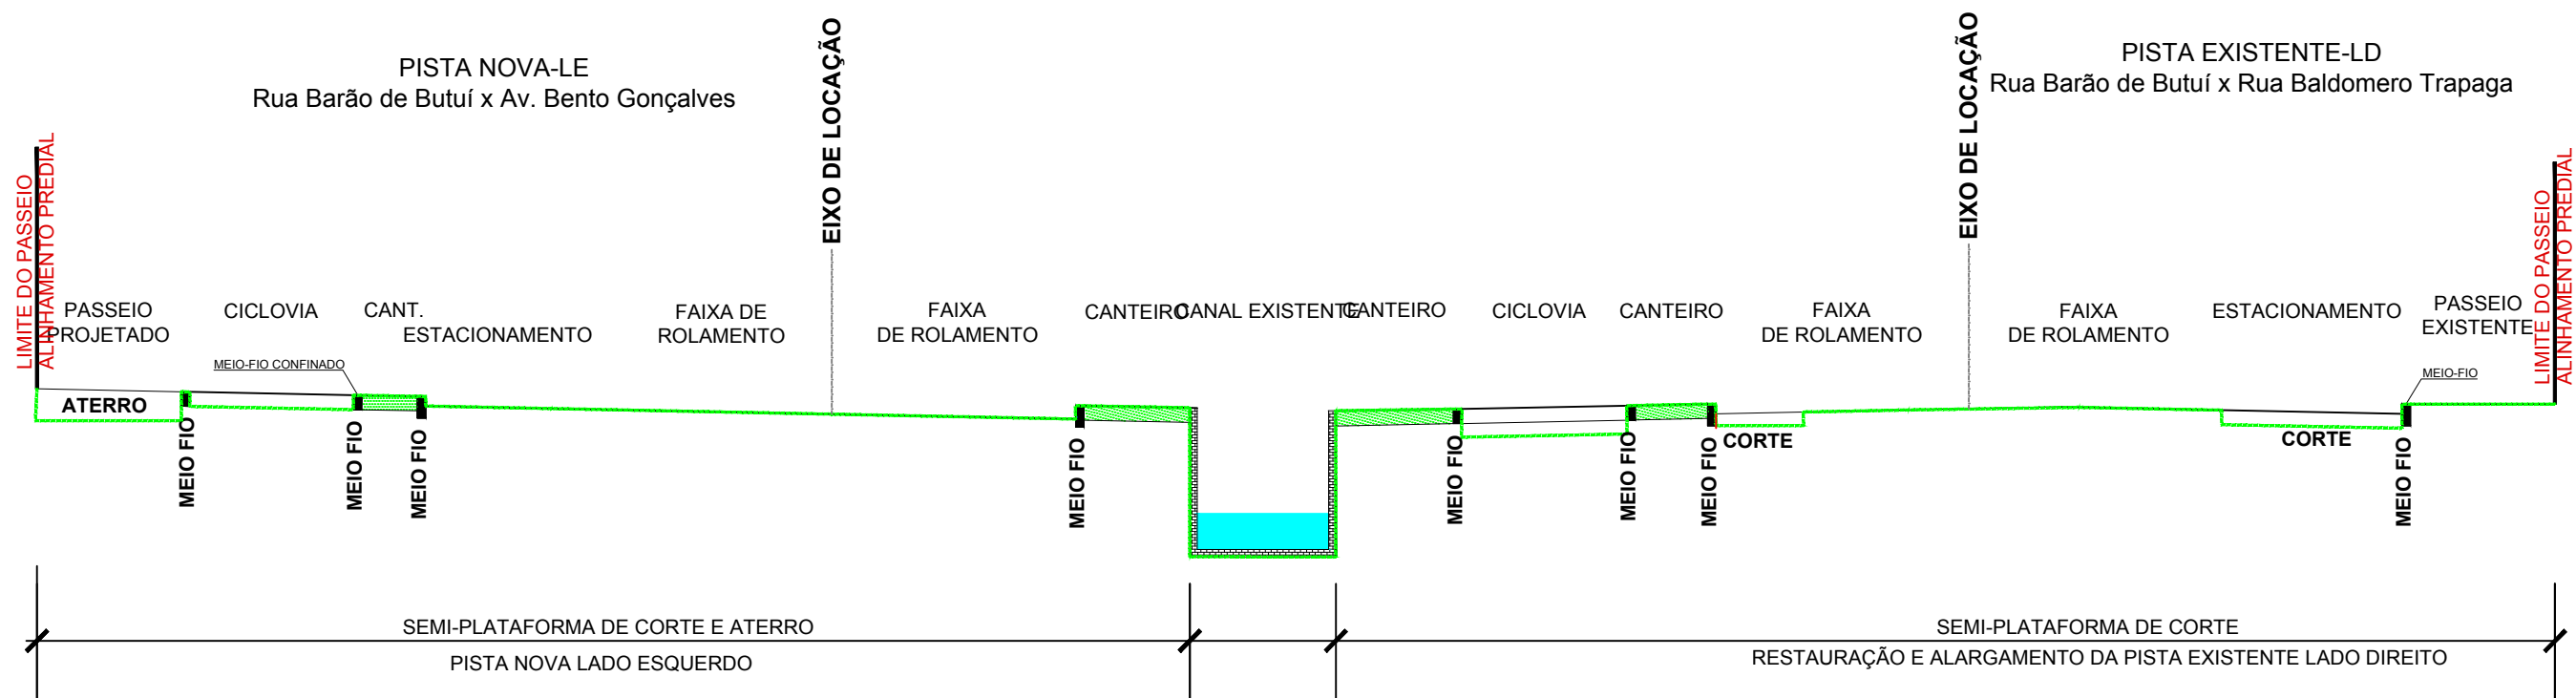 PISTA NOVA-LE
Rua Barão de Butuí x Av. Bento Gonçalves
EIXO DE LOCAÇÃO
EIXO DE LOCAÇÃO
PISTA EXISTENTE-LD
Rua Barão de Butuí x Rua Baldomero Trapaga
LIMITE DO PASSEIO
ALINHAMENTO PREDIAL
PASSEIO
PROJETADO
CICLOVIA
CANT.
ESTACIONAMENTO
FAIXA DE
ROLAMENTO
FAIXA
DE ROLAMENTO
CANTEIRO
CANAL EXISTENTE
CANTEIRO
CICLOVIA
CANTEIRO
FAIXA
DE ROLAMENTO
FAIXA
DE ROLAMENTO
ESTACIONAMENTO
PASSEIO
EXISTENTE
LIMITE DO PASSEIO
ALINHAMENTO PREDIAL
MEIO-FIO CONFINADO
MEIO-FIO
ATERRO
CORTE
CORTE
MEIO FIO
MEIO FIO
MEIO FIO
MEIO FIO
MEIO FIO
MEIO FIO
MEIO FIO
MEIO FIO
SEMI-PLATAFORMA DE CORTE E ATERRO
PISTA NOVA LADO ESQUERDO
SEMI-PLATAFORMA DE CORTE
RESTAURAÇÃO E ALARGAMENTO DA PISTA EXISTENTE LADO DIREITO